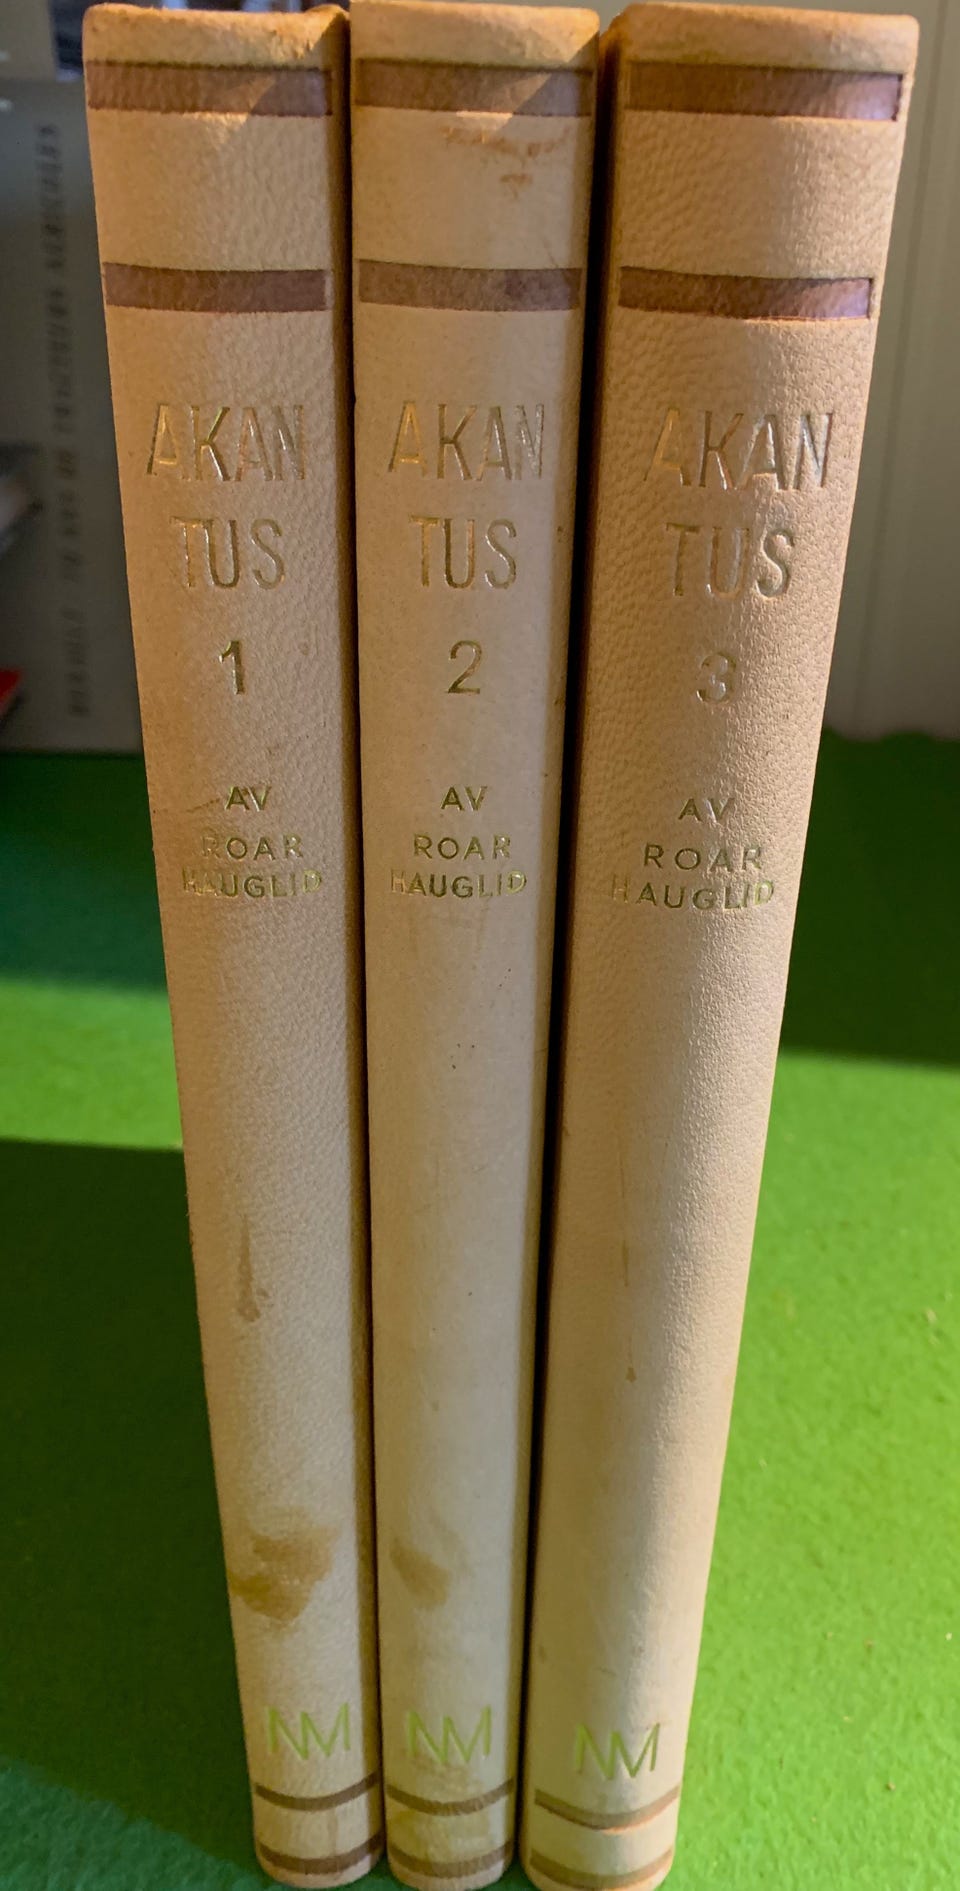 AKAN
TUS
1
AV
ROAR
HAUGLID
NM
AKAN
TUS
2
AV
ROAR
HAUGLID
NM
AKAN
TUS
3
AV
ROAR
HAUGLID
NM